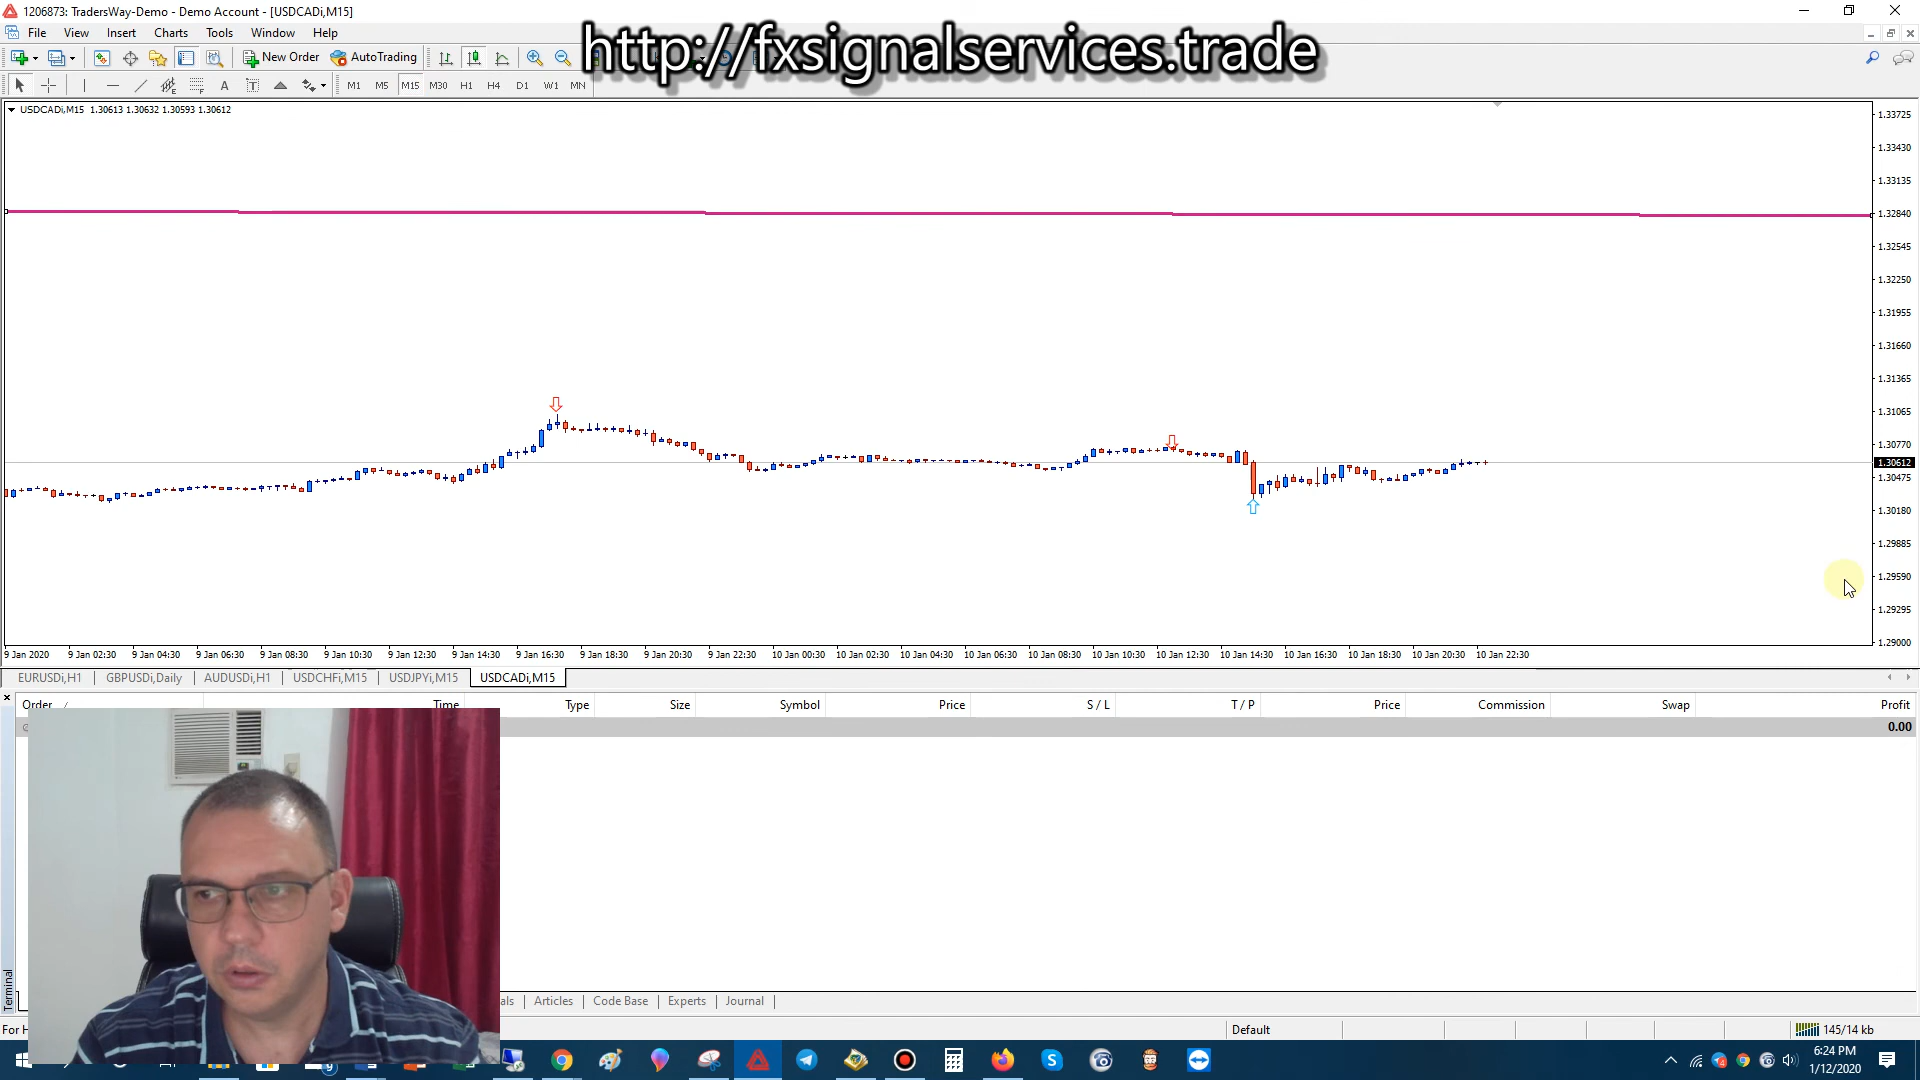 1206873: TradersWay-Demo - Demo Account - [USDCADi,M15]
File View Insert Charts Tools Window Help
http://fxsignalservices.trade
New Order AutoTrading
A T M1 M5 M15 M30 H1 H4 D1 W1 MN
USDCADi,M15 1.30613 1.30632 1.30593 1.30612
1.33725
1.33430
1.33135
1.32840
1.32545
1.32250
1.31955
1.31660
1.31365
1.31065
1.30770
1.30612
1.30475
1.30180
1.29885
1.29590
1.29295
1.29000
9 Jan 2020 9 Jan 02:30 9 Jan 04:30 9 Jan 06:30 9 Jan 08:30 9 Jan 10:30 9 Jan 12:30 9 Jan 14:30 9 Jan 16:30 9 Jan 18:30 9 Jan 20:30 9 Jan 22:30 10 Jan 00:30 10 Jan 02:30 10 Jan 04:30 10 Jan 06:30 10 Jan 08:30 10 Jan 10:30 10 Jan 12:30 10 Jan 14:30 10 Jan 16:30 10 Jan 18:30 10 Jan 20:30 10 Jan 22:30
EURUSDi,H1 GBPUSDi,Daily AUDUSDi,H1 USDCHFi,M15 USDJPYi,M15 USDCADi,M15
Order / Time Type Size Symbol Price S / L T / P Price Commission Swap Profit
0.00
Terminal
als Articles Code Base Experts Journal
For H Default 145/14 kb
6:24 PM
1/12/2020